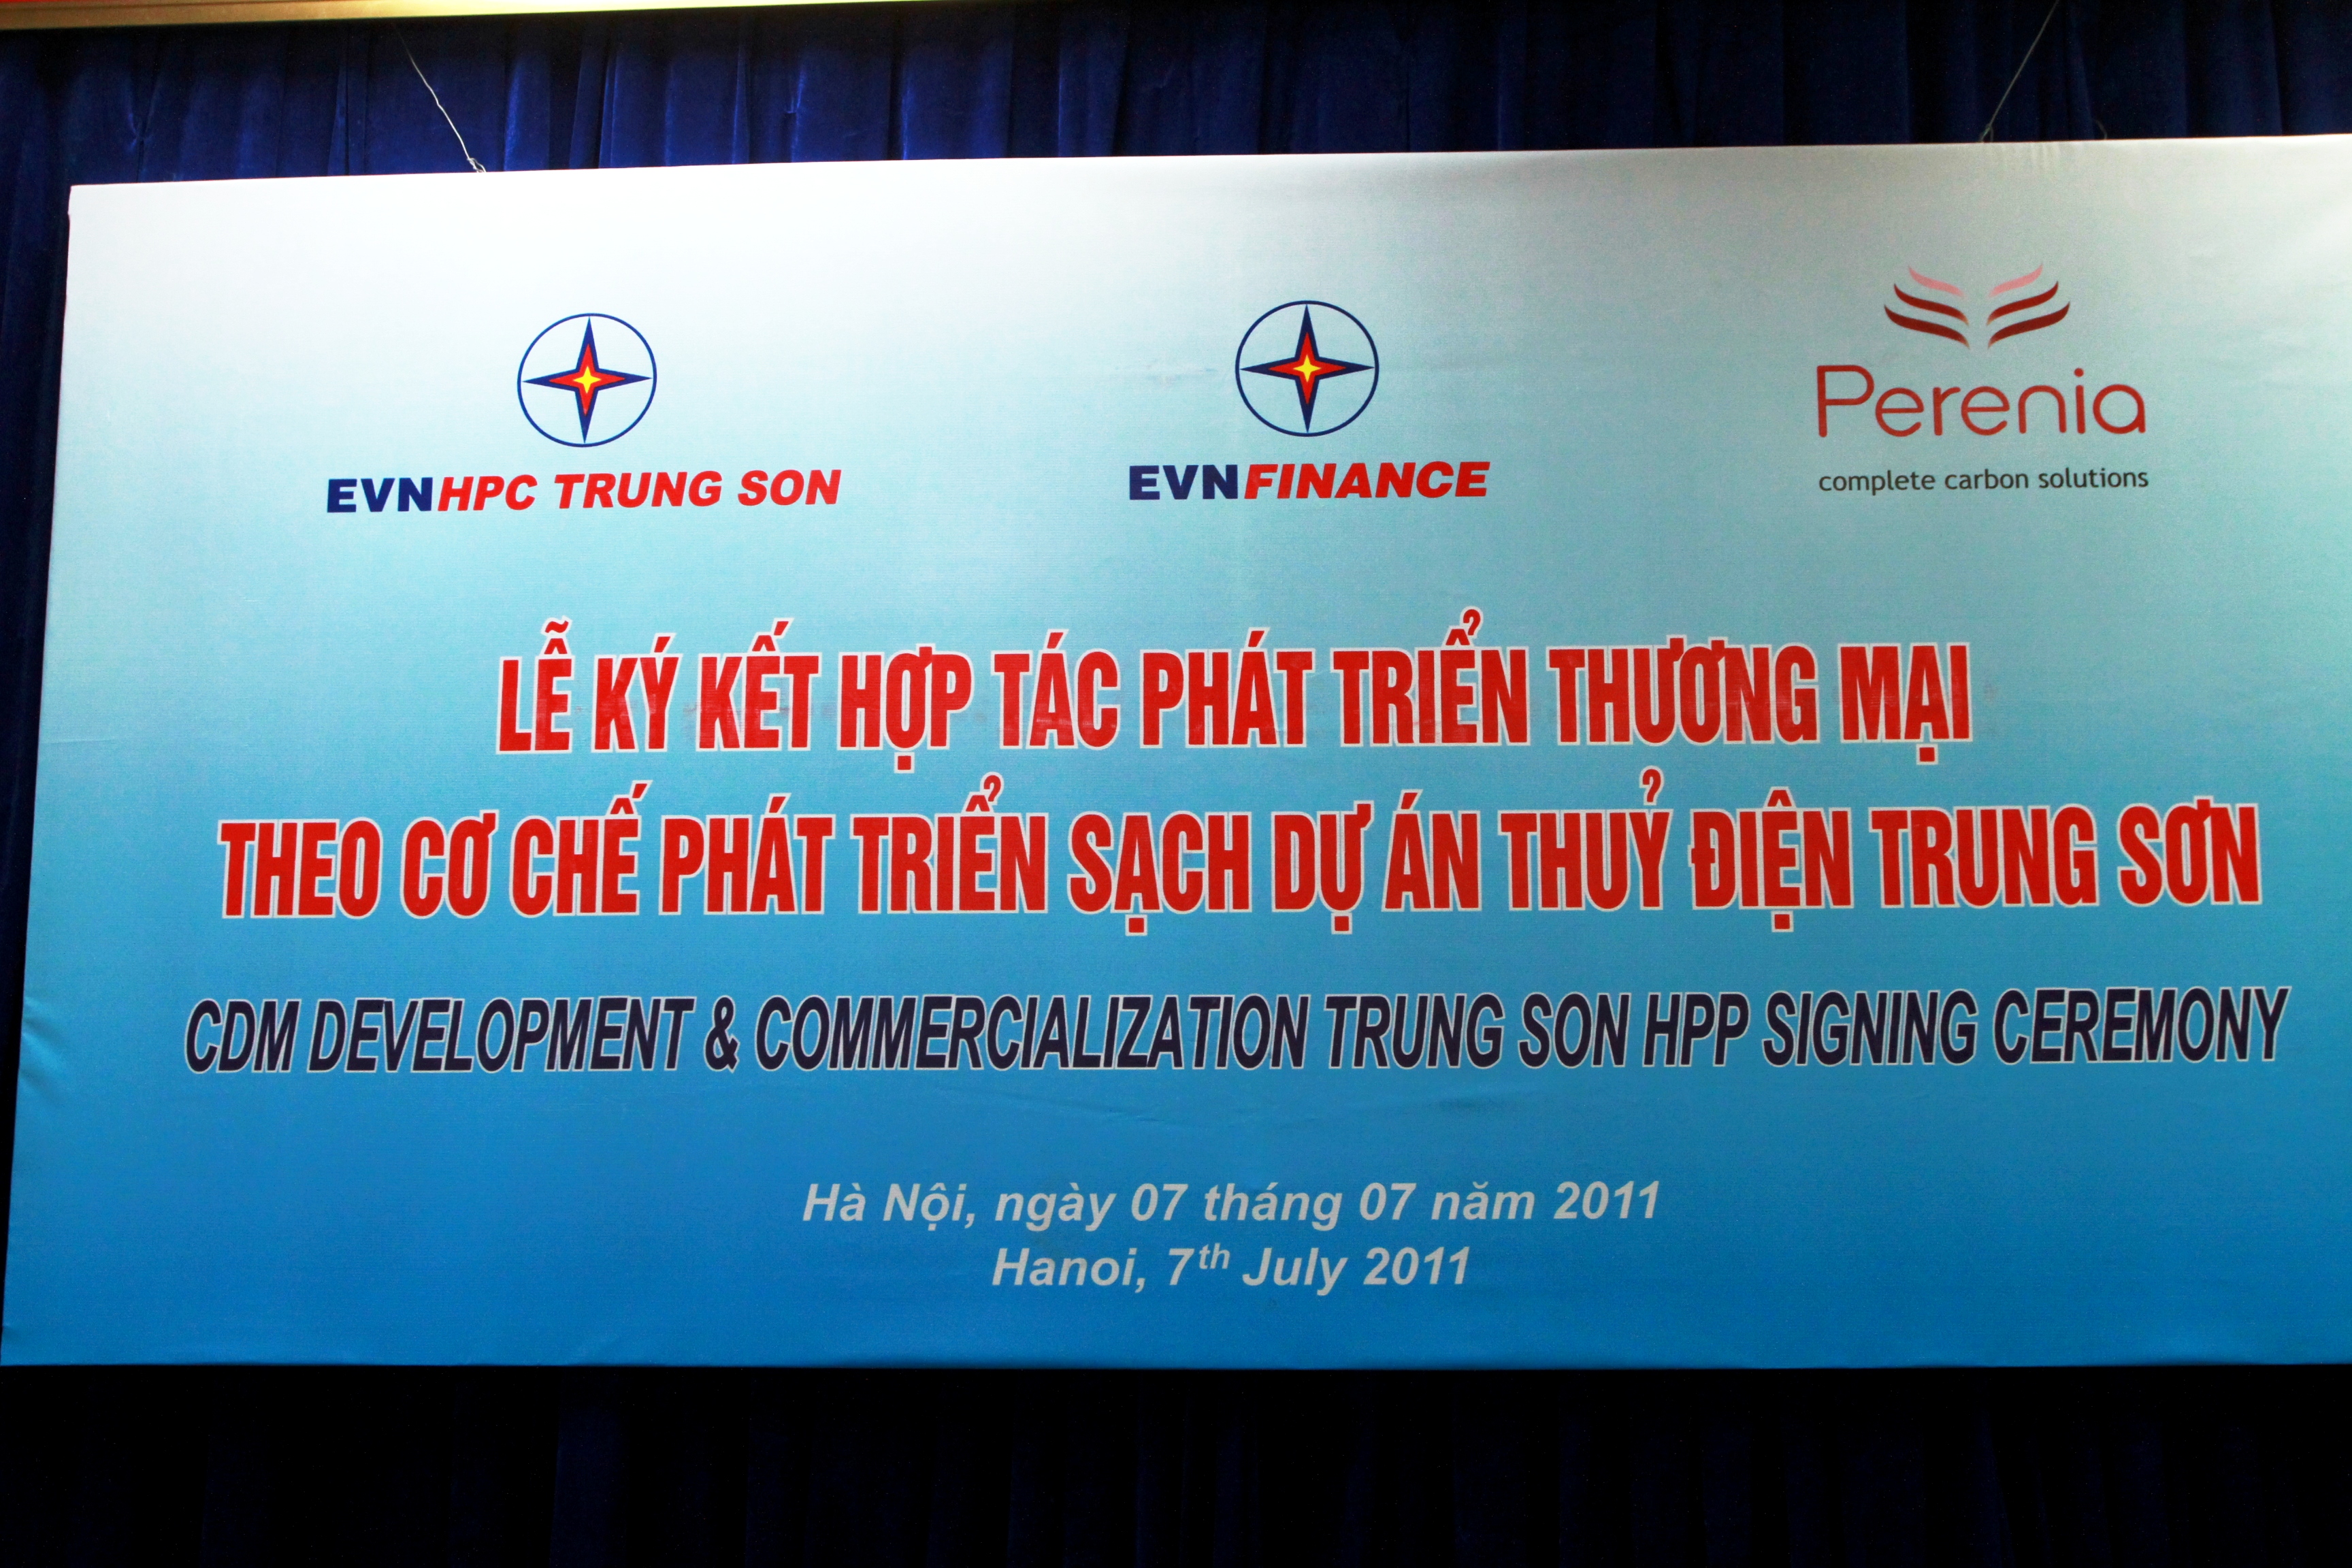 EVNHPC TRUNG SON
EVNFINANCE
Perenia
complete carbon solutions
LỄ KÝ KẾT HỢP TÁC PHÁT TRIỂN THƯƠNG MẠI
THEO CƠ CHẾ PHÁT TRIỂN SẠCH DỰ ÁN THUỶ ĐIỆN TRUNG SƠN
CDM DEVELOPMENT & COMMERCIALIZATION TRUNG SON HPP SIGNING CEREMONY
Hà Nội, ngày 07 tháng 07 năm 2011
Hanoi, 7th July 2011